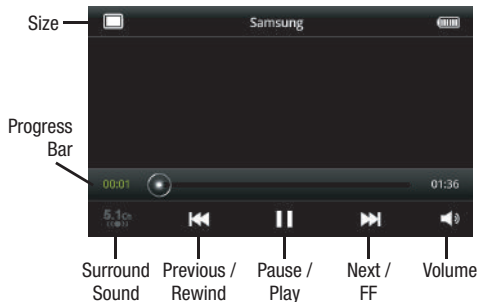 Size
Samsung
Progress
Bar
00:01
01:36
5.1Ch
Surround
Sound
Previous /
Rewind
Pause /
Play
Next /
FF
Volume